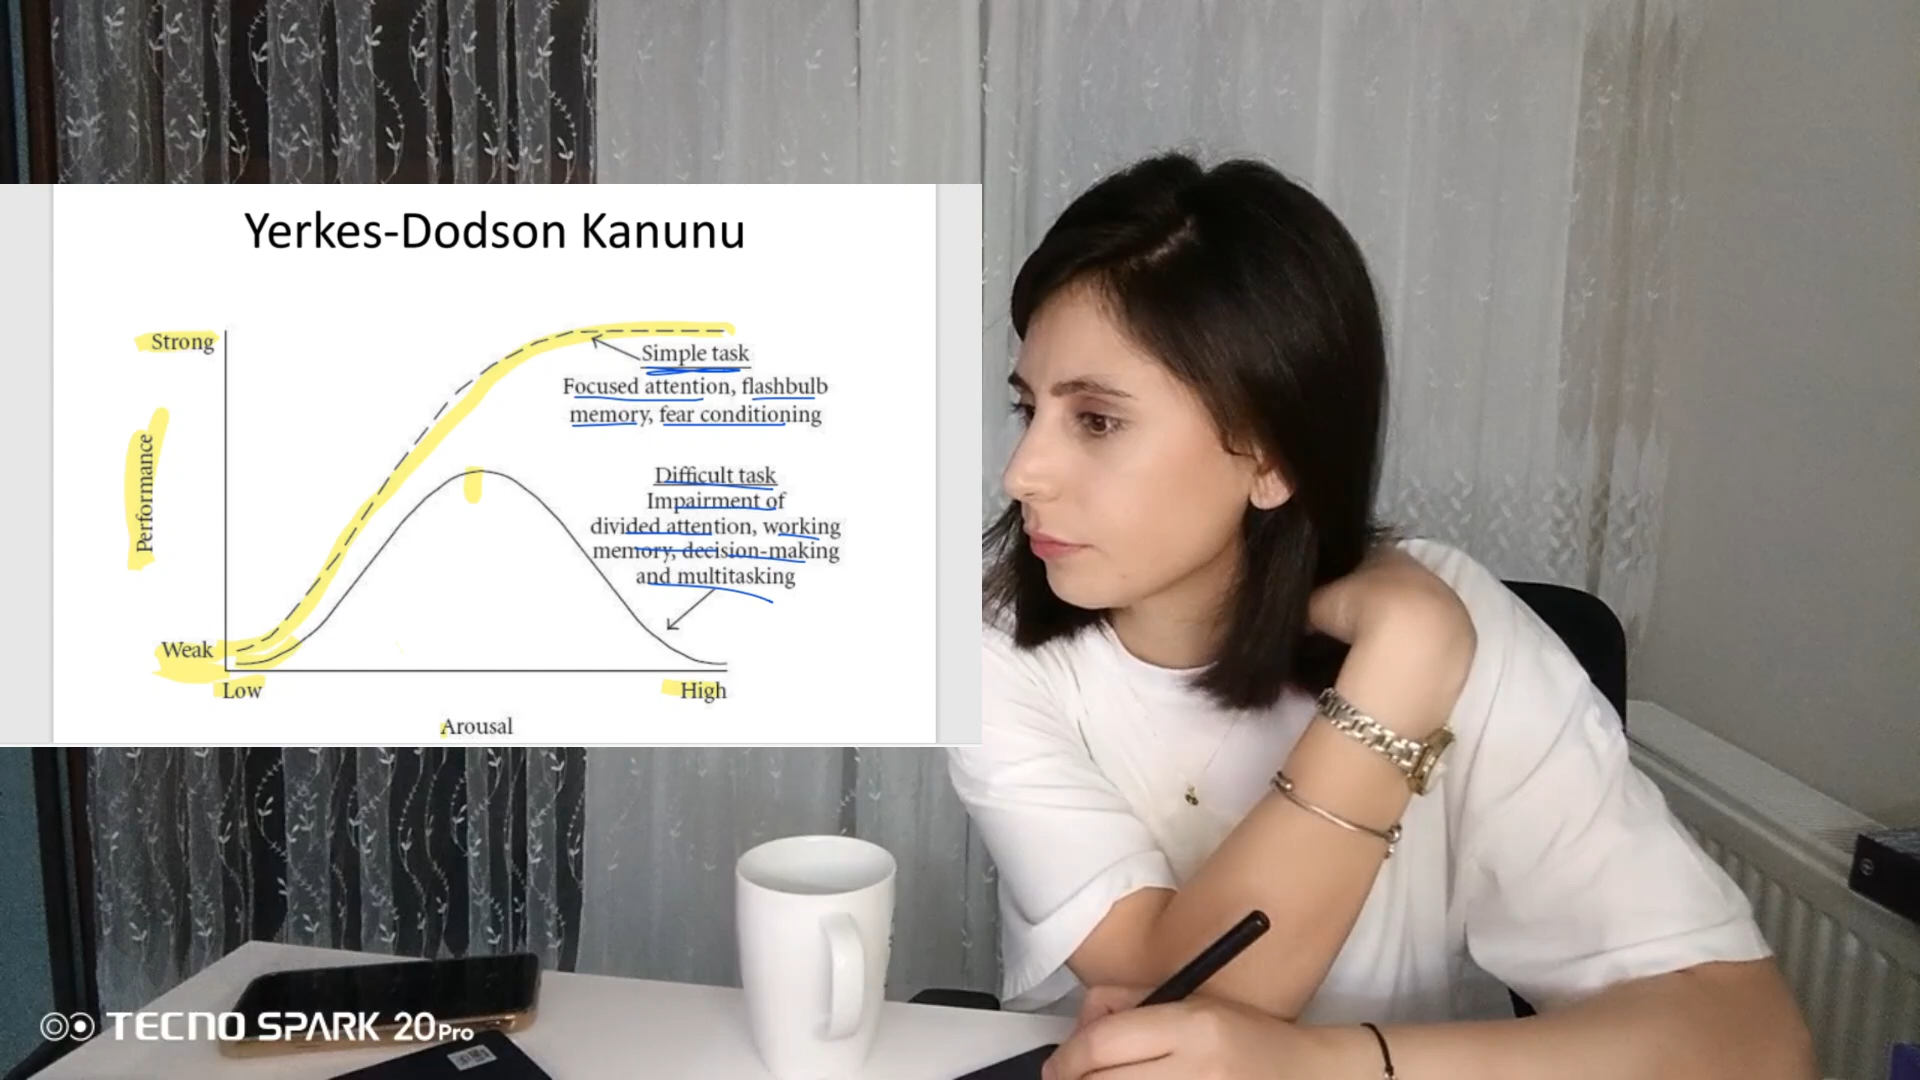 Yerkes-Dodson Kanunu
Strong
Simple task
Focused attention, flashbulb
memory, fear conditioning
Performance
Difficult task
Impairment of
divided attention, working
memory, decision-making
and multitasking
Weak
Low
High
Arousal
TECNO SPARK 20Pro